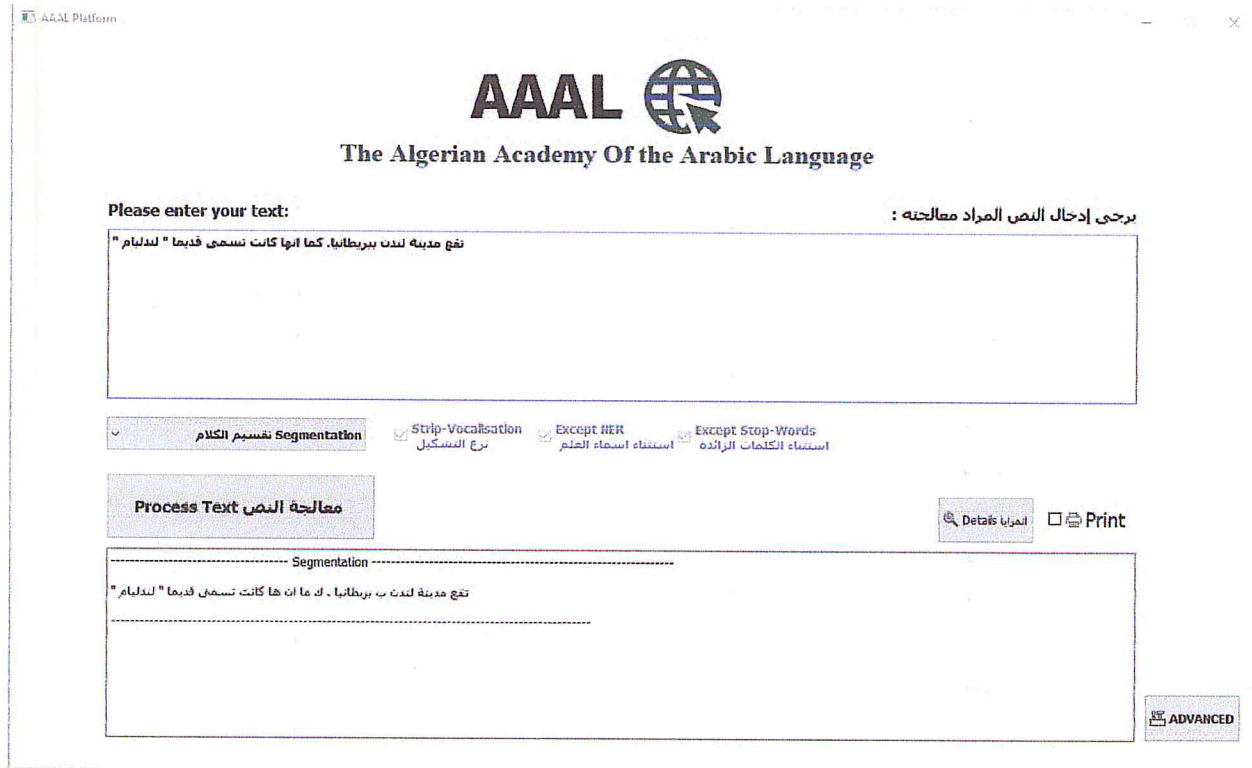 AAAL Platform
AAAL
The Algerian Academy Of the Arabic Language
Please enter your text:
يرجى إدخال النص المراد معالجته :
تقع مدينة لندن ببريطانيا. كما انها كانت تسمى قديما " لندليام "
Segmentation تقسيم الكلام
Strip-Vocalisation
نزع التشكيل
Except NER
استثناء اسماء العلم
Except Stop-Words
استثناء الكلمات الزائدة
Process Text معالجة النص
Details المزايا
Print
------------------------------ Segmentation ----------------------------------------------------
تقع مدينة لندن ب بريطانيا . ك ما ان ها كانت تسمى قديما " لندليام "
---------------------------------------------------------------------------------
ADVANCED